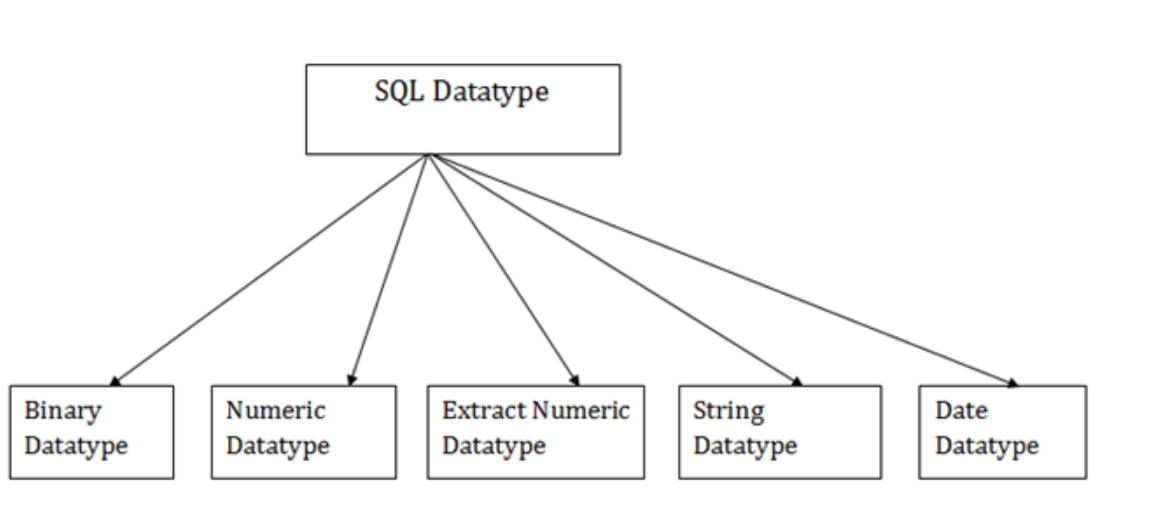 SQL Datatype
Binary
Datatype
Numeric
Datatype
Extract Numeric
Datatype
String
Datatype
Date
Datatype